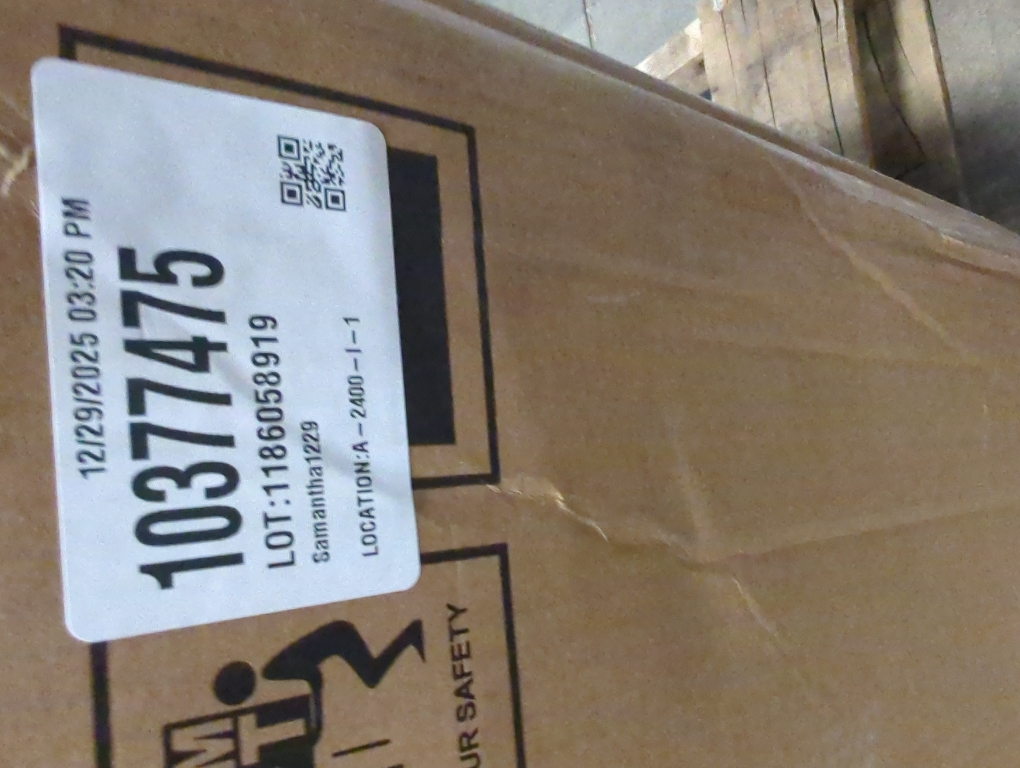 12/29/2025 03:20 PM
10377475
LOT:1186058919
Samantha1229
LOCATION:A-2400-I-1
UR SAFETY